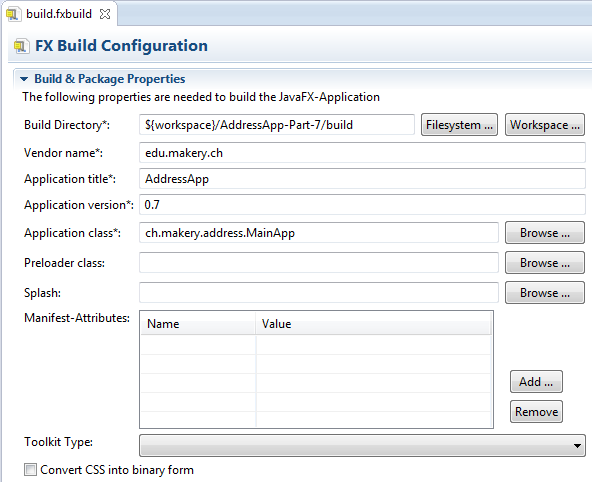 build.fxbuild
FX Build Configuration
Build & Package Properties
The following properties are needed to build the JavaFX-Application
Build Directory*: ${workspace}/AddressApp-Part-7/build Filesystem ... Workspace ...
Vendor name*: edu.makery.ch
Application title*: AddressApp
Application version*: 0.7
Application class*: ch.makery.address.MainApp Browse ...
Preloader class: Browse ...
Splash: Browse ...
Manifest-Attributes: Name Value
Add ...
Remove
Toolkit Type:
Convert CSS into binary form